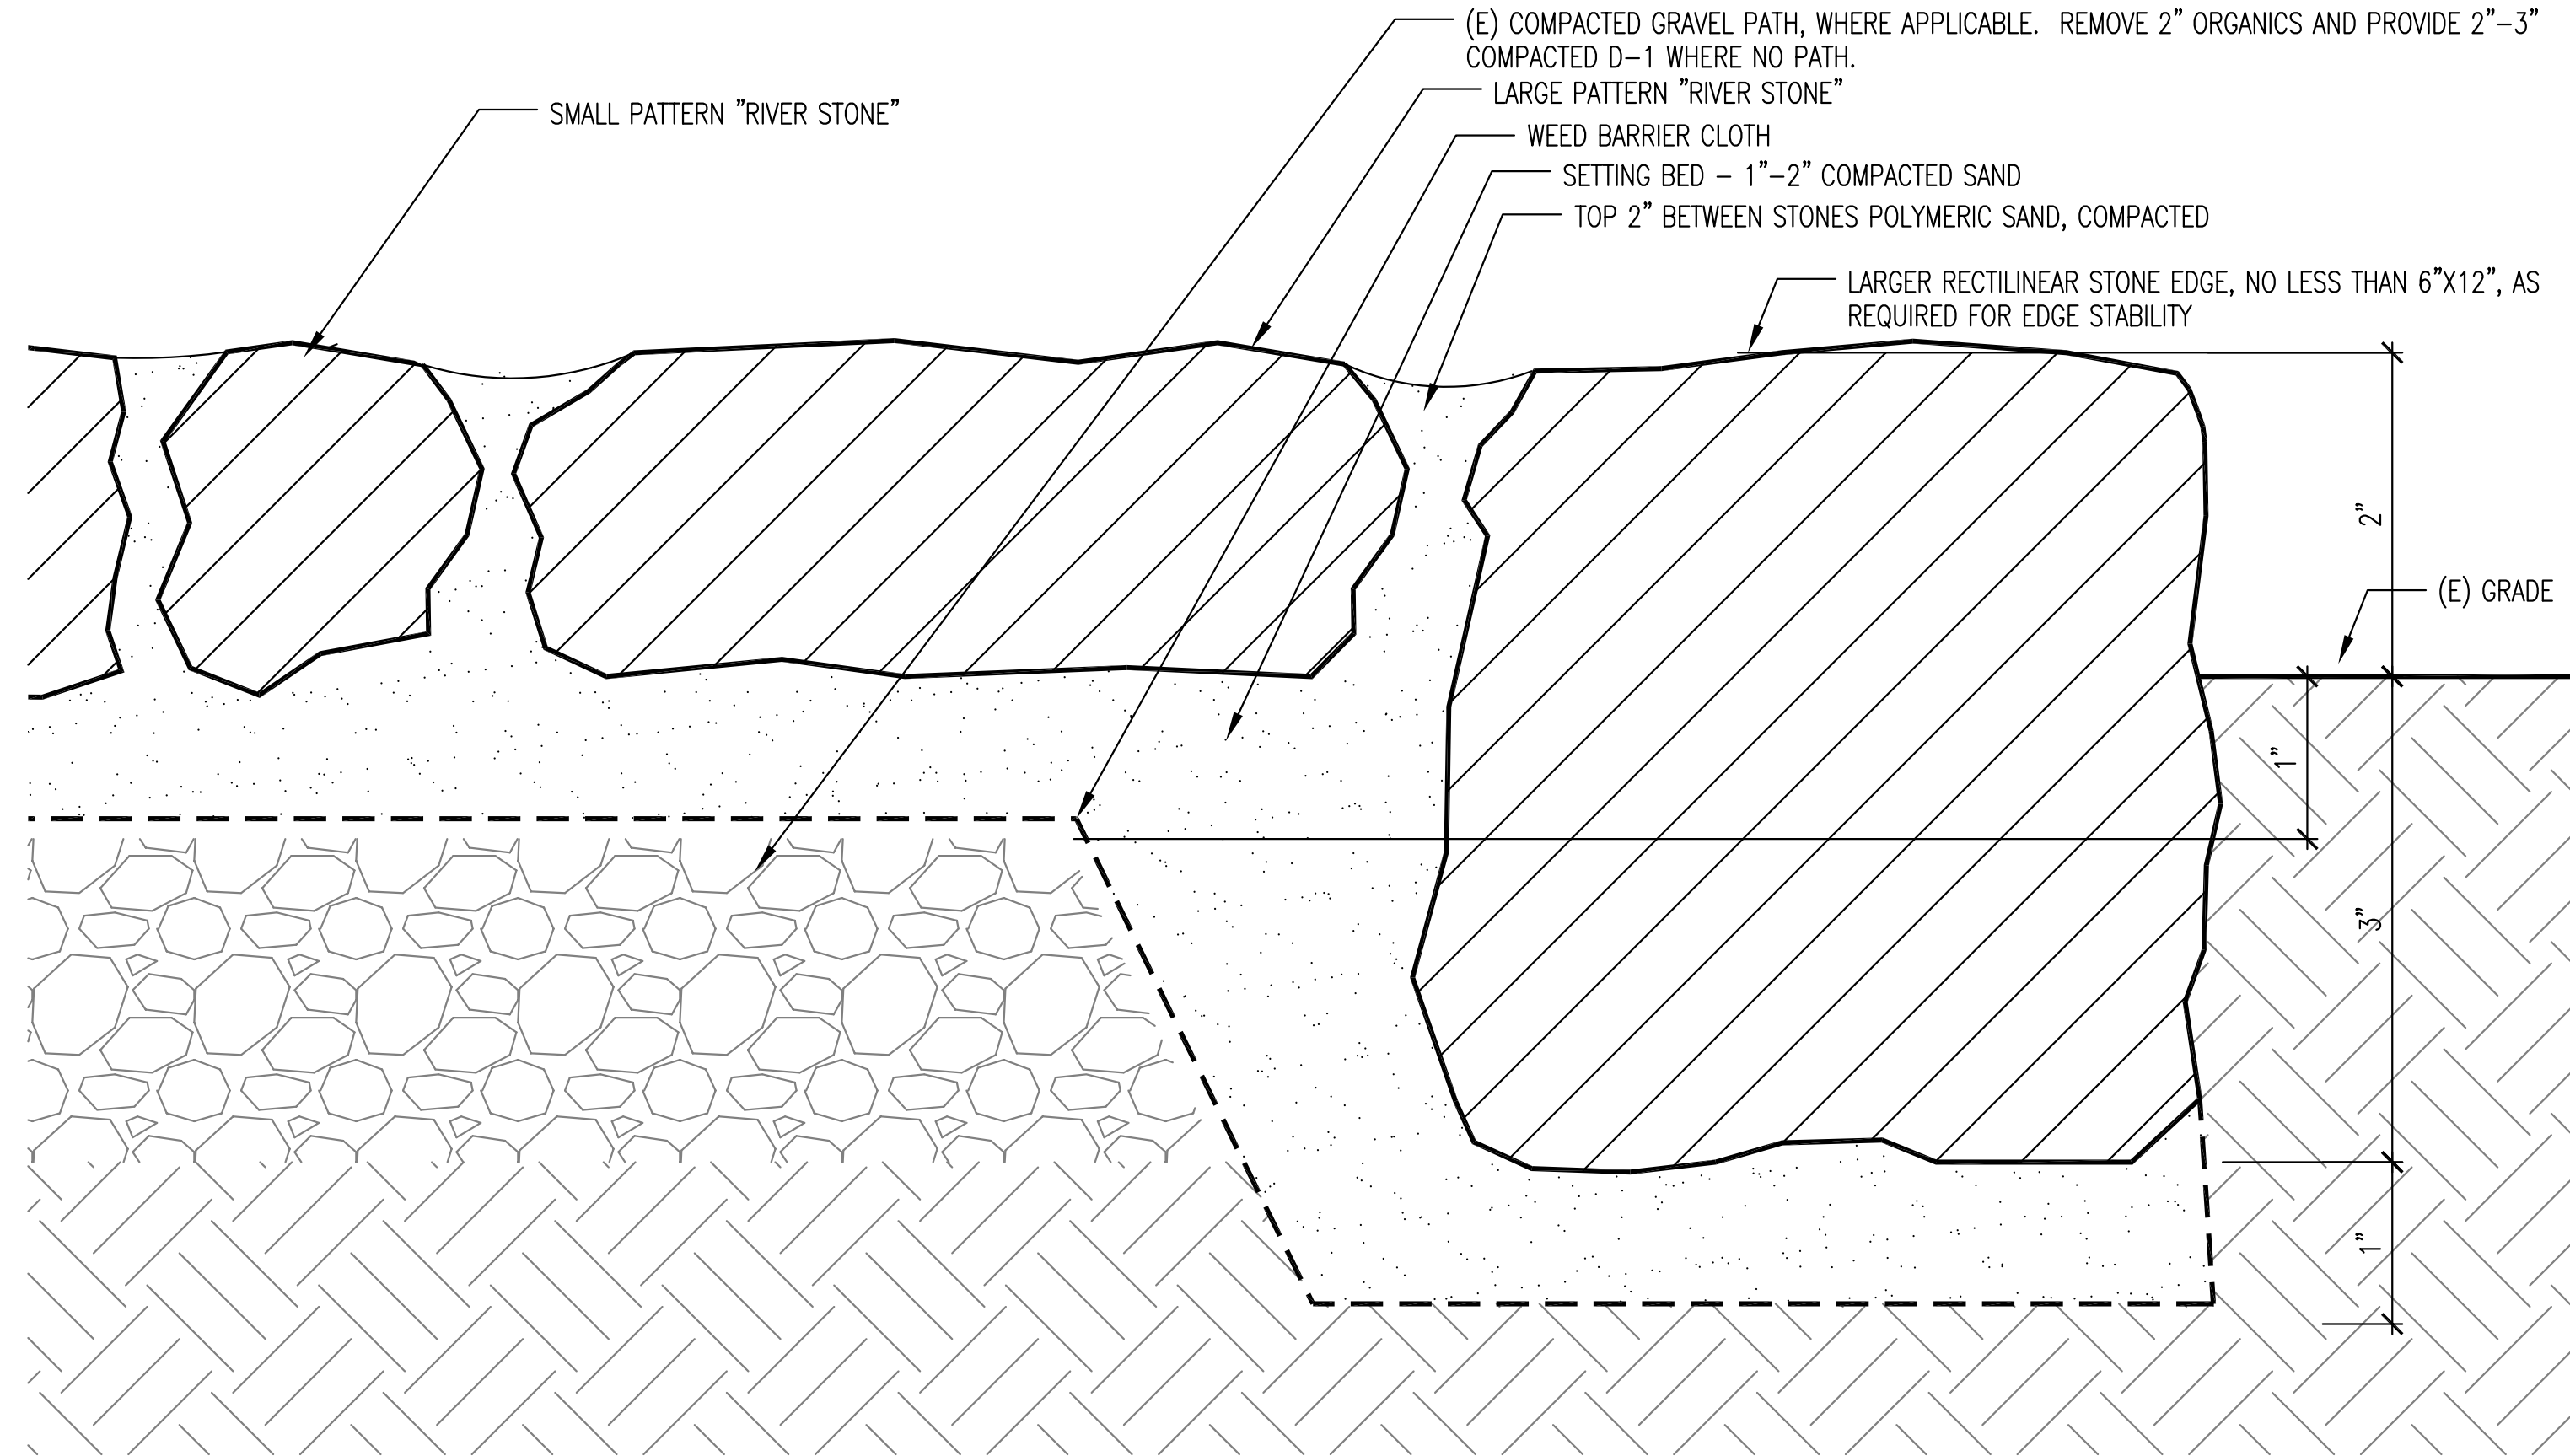 (E) COMPACTED GRAVEL PATH, WHERE APPLICABLE.  REMOVE 2" ORGANICS AND PROVIDE 2"-3"
COMPACTED D-1 WHERE NO PATH.
LARGE PATTERN "RIVER STONE"
SMALL PATTERN "RIVER STONE"
WEED BARRIER CLOTH
SETTING BED - 1"-2" COMPACTED SAND
TOP 2" BETWEEN STONES POLYMERIC SAND, COMPACTED
LARGER RECTILINEAR STONE EDGE, NO LESS THAN 6"X12", AS
REQUIRED FOR EDGE STABILITY
2"
(E) GRADE
1"
3"
1"